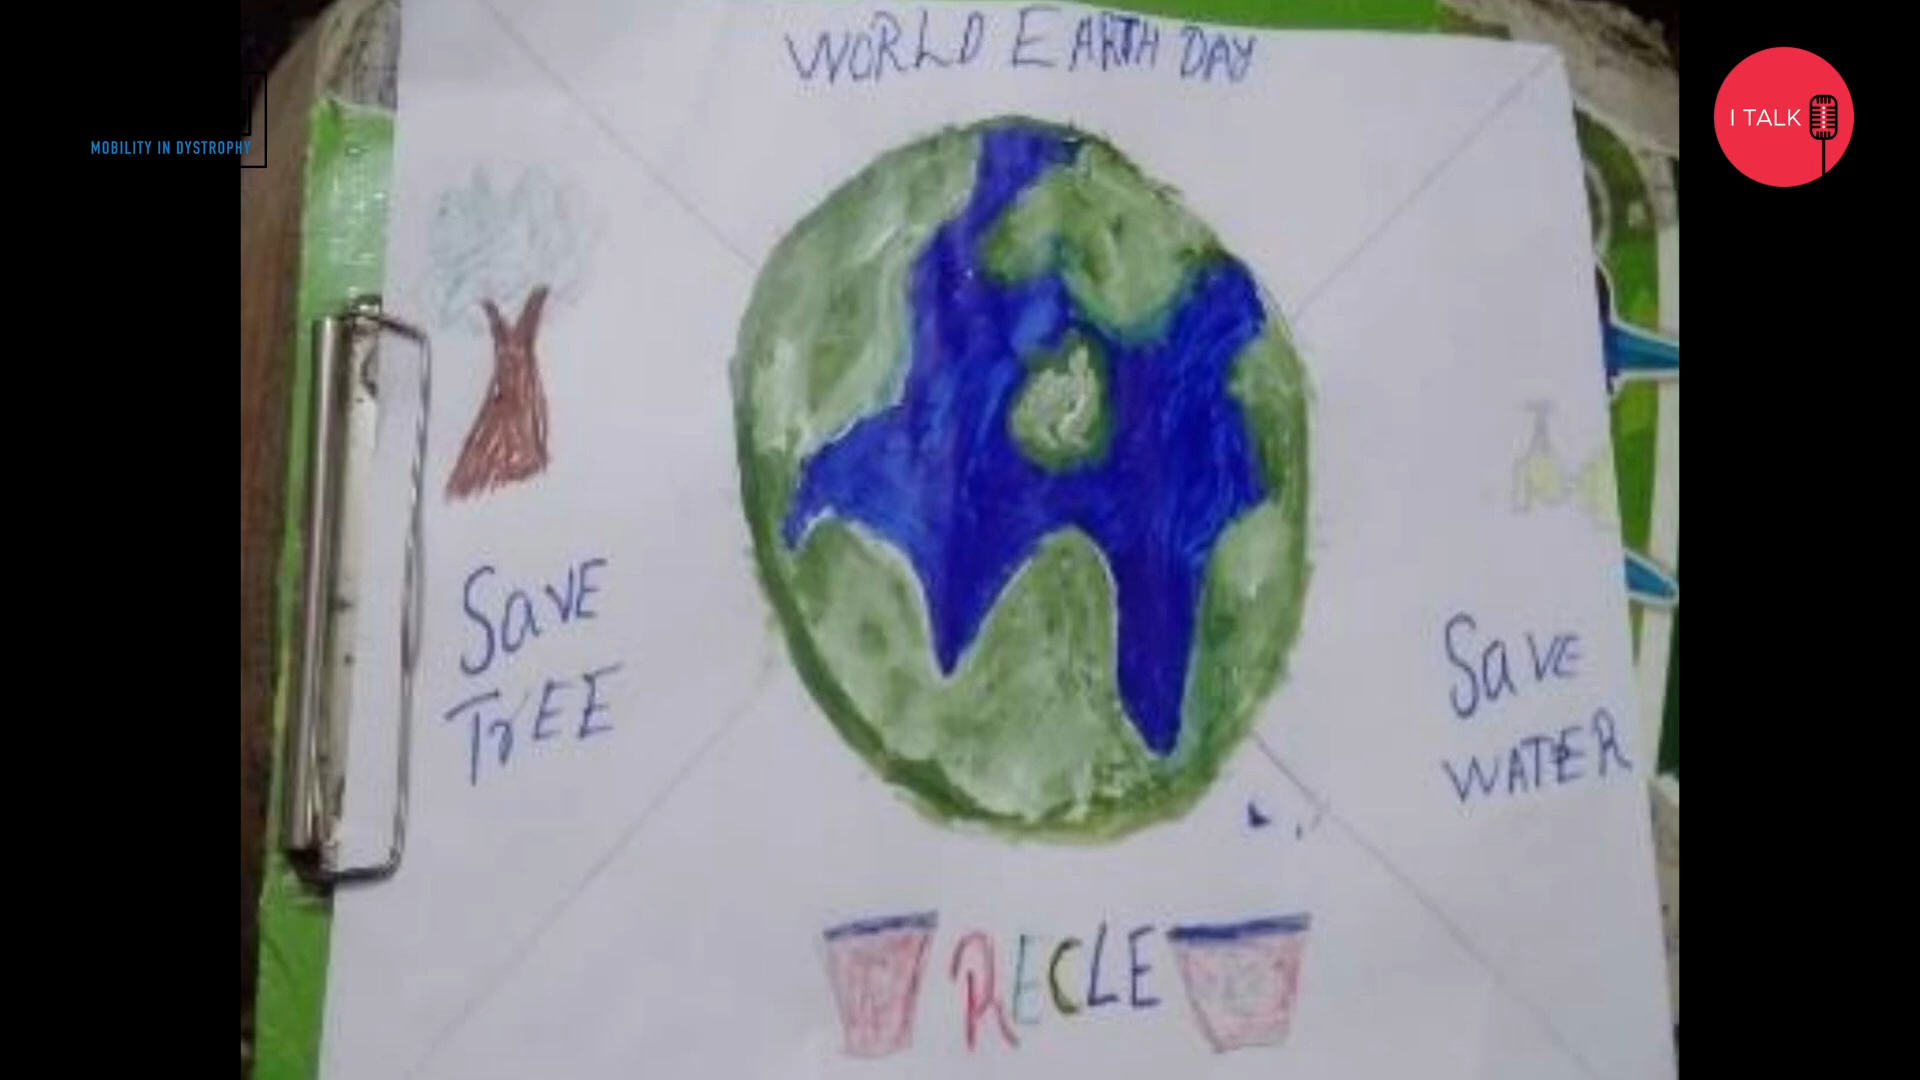 WORLD EARTH DAY
MOBILITY IN DYSTROPHY
I TALK
SavE
TrEE
SavE
WATER
RECLE